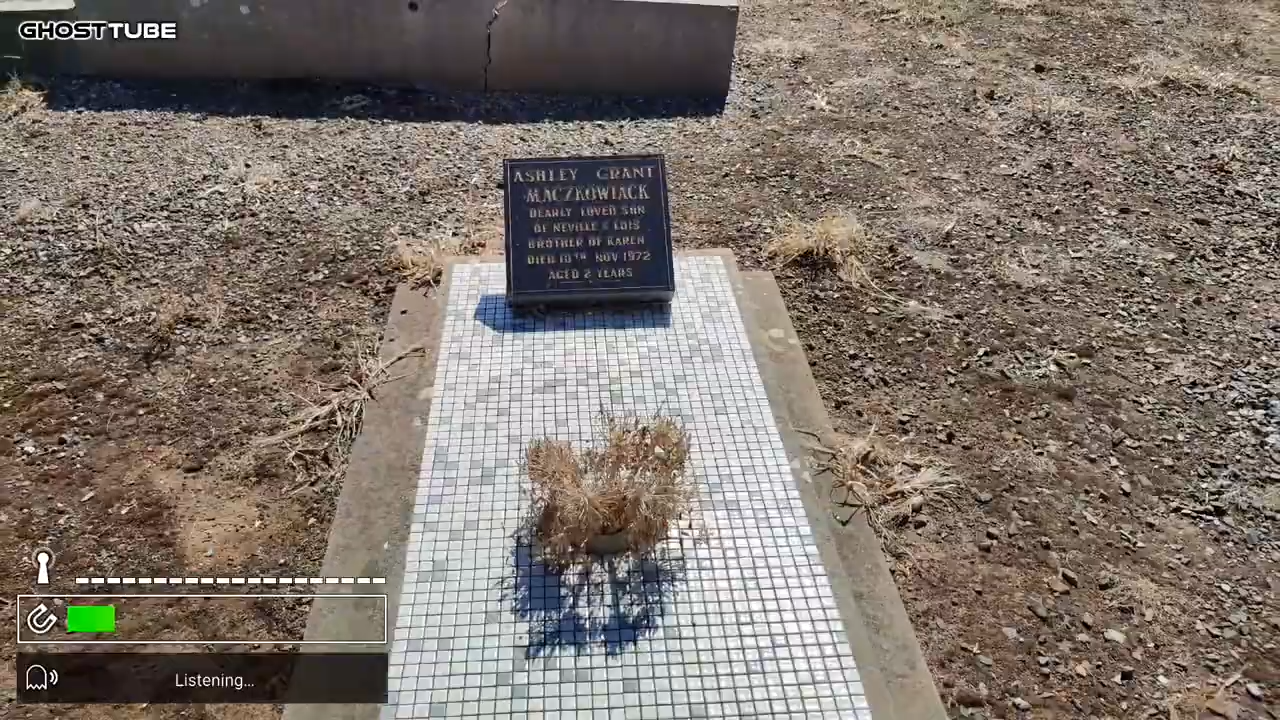 GHOSTTUBE
ASHLEY GRANT
MACZKOWIACK
DEARLY LOVED SON
OF NEVILLE & LOIS
BROTHER OF KAREN
DIED 10TH NOV 1972
AGED 2 YEARS
Listening...